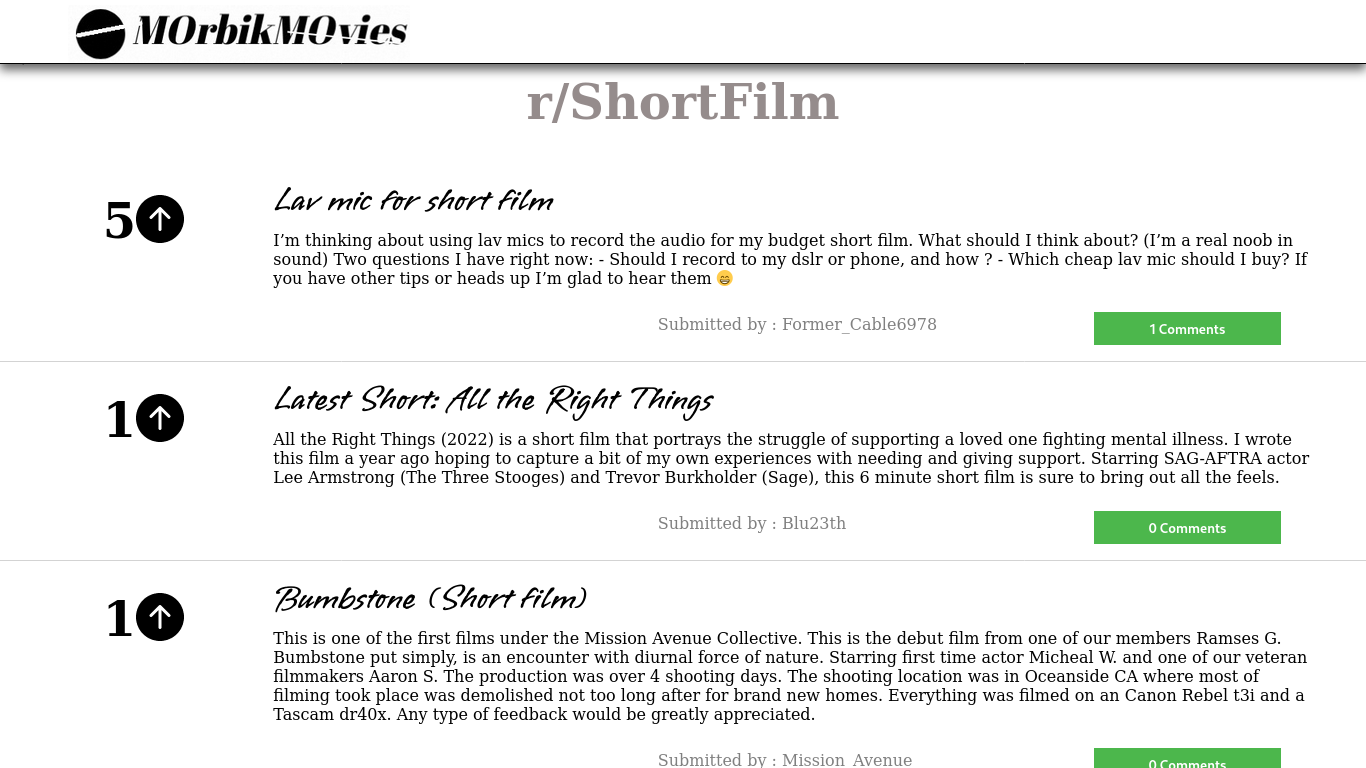 MOrbikMOvies
r/ShortFilm
5
Lav mic for short film
I’m thinking about using lav mics to record the audio for my budget short film. What should I think about? (I’m a real noob in
sound) Two questions I have right now: - Should I record to my dslr or phone, and how ? - Which cheap lav mic should I buy? If
you have other tips or heads up I’m glad to hear them 😄
Submitted by : Former_Cable6978
1 Comments
1
Latest Short: All the Right Things
All the Right Things (2022) is a short film that portrays the struggle of supporting a loved one fighting mental illness. I wrote
this film a year ago hoping to capture a bit of my own experiences with needing and giving support. Starring SAG-AFTRA actor
Lee Armstrong (The Three Stooges) and Trevor Burkholder (Sage), this 6 minute short film is sure to bring out all the feels.
Submitted by : Blu23th
0 Comments
1
Bumbstone (Short film)
This is one of the first films under the Mission Avenue Collective. This is the debut film from one of our members Ramses G.
Bumbstone put simply, is an encounter with diurnal force of nature. Starring first time actor Micheal W. and one of our veteran
filmmakers Aaron S. The production was over 4 shooting days. The shooting location was in Oceanside CA where most of
filming took place was demolished not too long after for brand new homes. Everything was filmed on an Canon Rebel t3i and a
Tascam dr40x. Any type of feedback would be greatly appreciated.
Submitted by : Mission_Avenue
0 Comments